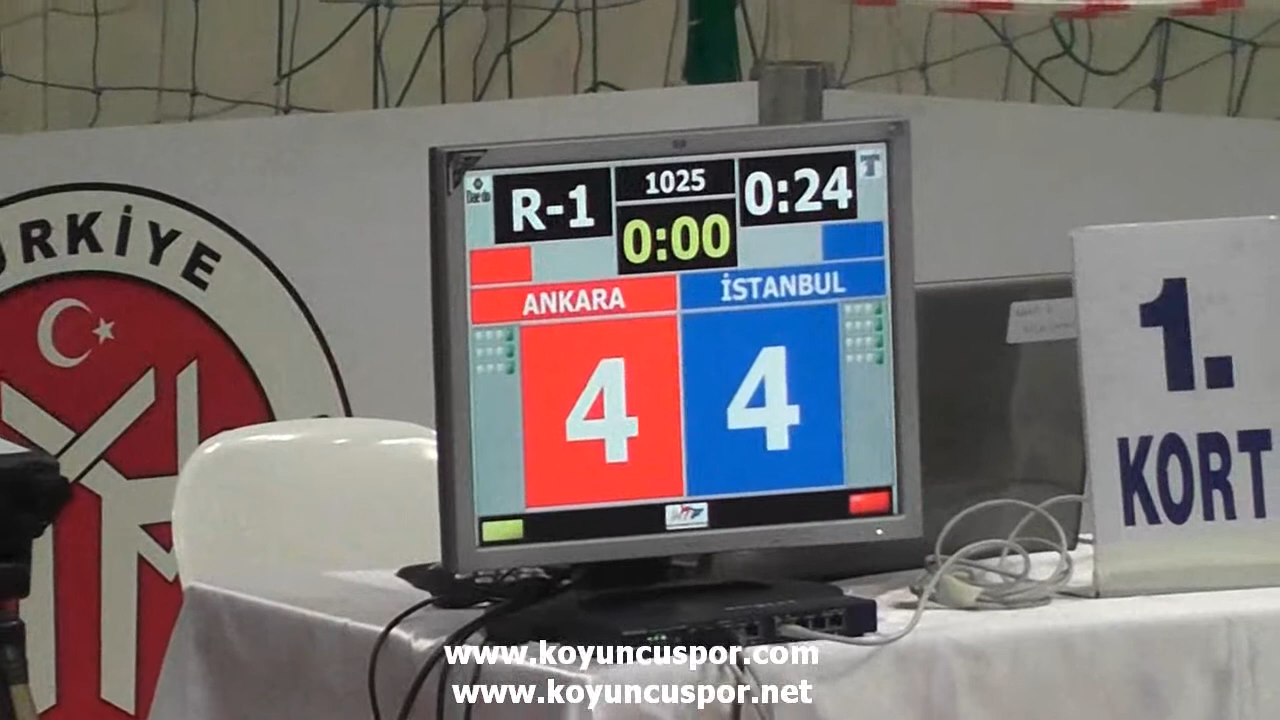 TÜRKİYE
R-1
1025
0:24
0:00
ANKARA
İSTANBUL
4
4
1.
KORT
www.koyuncuspor.com
www.koyuncuspor.net